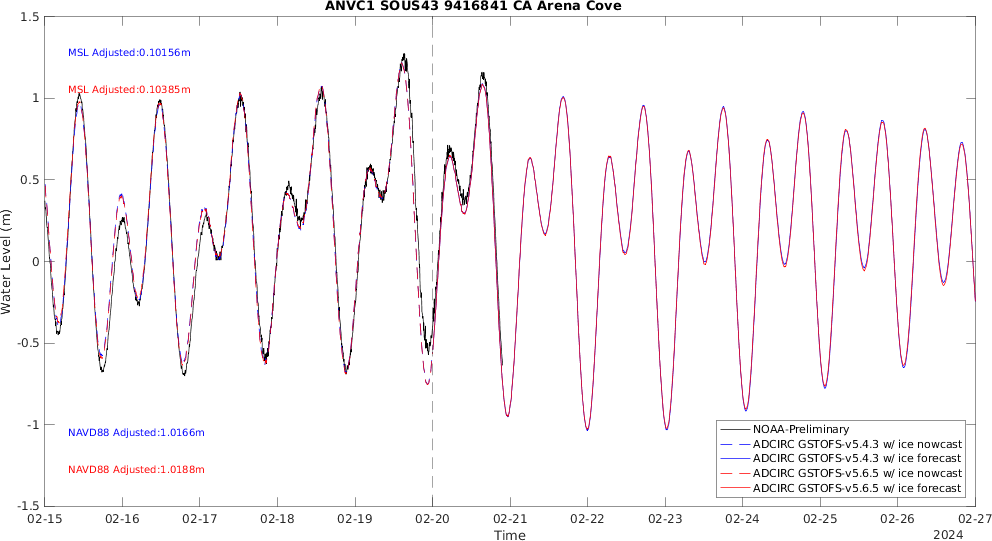 ANVC1 SOUS43 9416841 CA Arena Cove
1.5
MSL Adjusted:0.10156m
MSL Adjusted:0.10385m
1
0.5
Water Level (m)
0
-0.5
-1
NAVD88 Adjusted:1.0166m
NAVD88 Adjusted:1.0188m
-1.5
NOAA-Preliminary
ADCIRC GSTOFS-v5.4.3 w/ ice nowcast
ADCIRC GSTOFS-v5.4.3 w/ ice forecast
ADCIRC GSTOFS-v5.6.5 w/ ice nowcast
ADCIRC GSTOFS-v5.6.5 w/ ice forecast
02-15 02-16 02-17 02-18 02-19 02-20 02-21 02-22 02-23 02-24 02-25 02-26 02-27
Time
2024